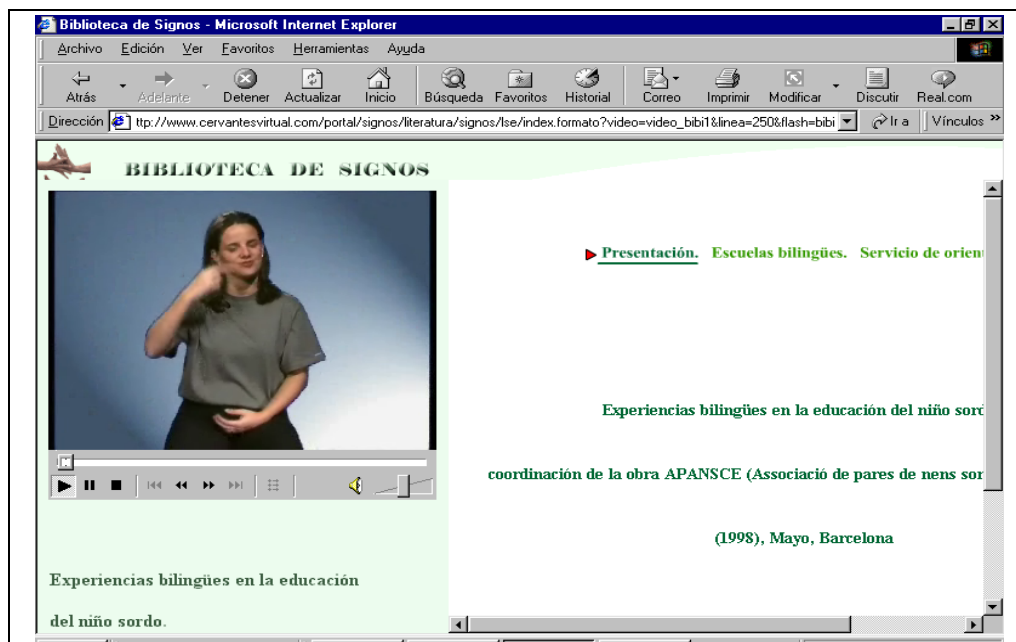 Biblioteca de Signos - Microsoft Internet Explorer
Archivo Edición Ver Favoritos Herramientas Ayuda
Atrás Adelante Detener Actualizar Inicio Búsqueda Favoritos Historial Correo Imprimir Modificar Discutir Real.com
Dirección ttp://www.cervantesvirtual.com/portal/signos/literatura/signos/lse/index.formato?video=video_bibi1&linea=250&flash=bibi Ir a Vínculos »
BIBLIOTECA DE SIGNOS
Presentación. Escuelas bilingües. Servicio de orien
Experiencias bilingües en la educación del niño sord
coordinación de la obra APANSCE (Associació de pares de nens sor
(1998), Mayo, Barcelona
Experiencias bilingües en la educación
del niño sordo.